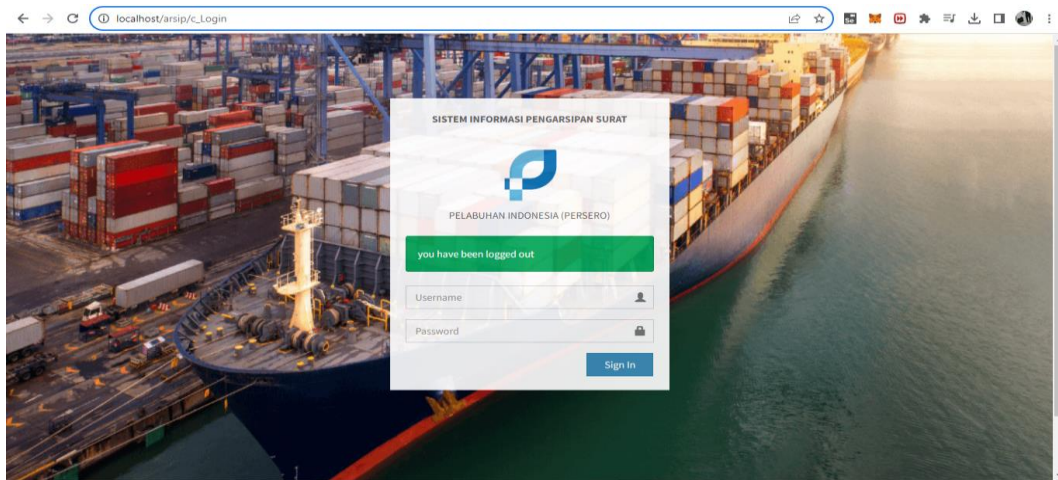 localhost/arsip/c_Login
SISTEM INFORMASI PENGARSIPAN SURAT
PELABUHAN INDONESIA (PERSERO)
you have been logged out
Username
Password
Sign In